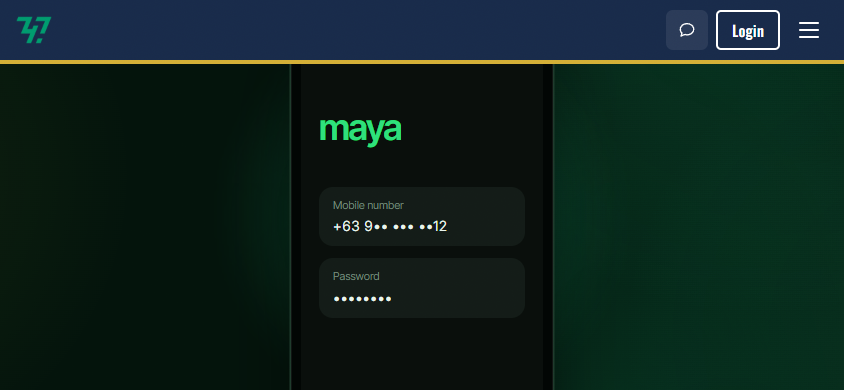 Login
maya
Mobile number
+63 9•• ••• ••12
Password
••••••••